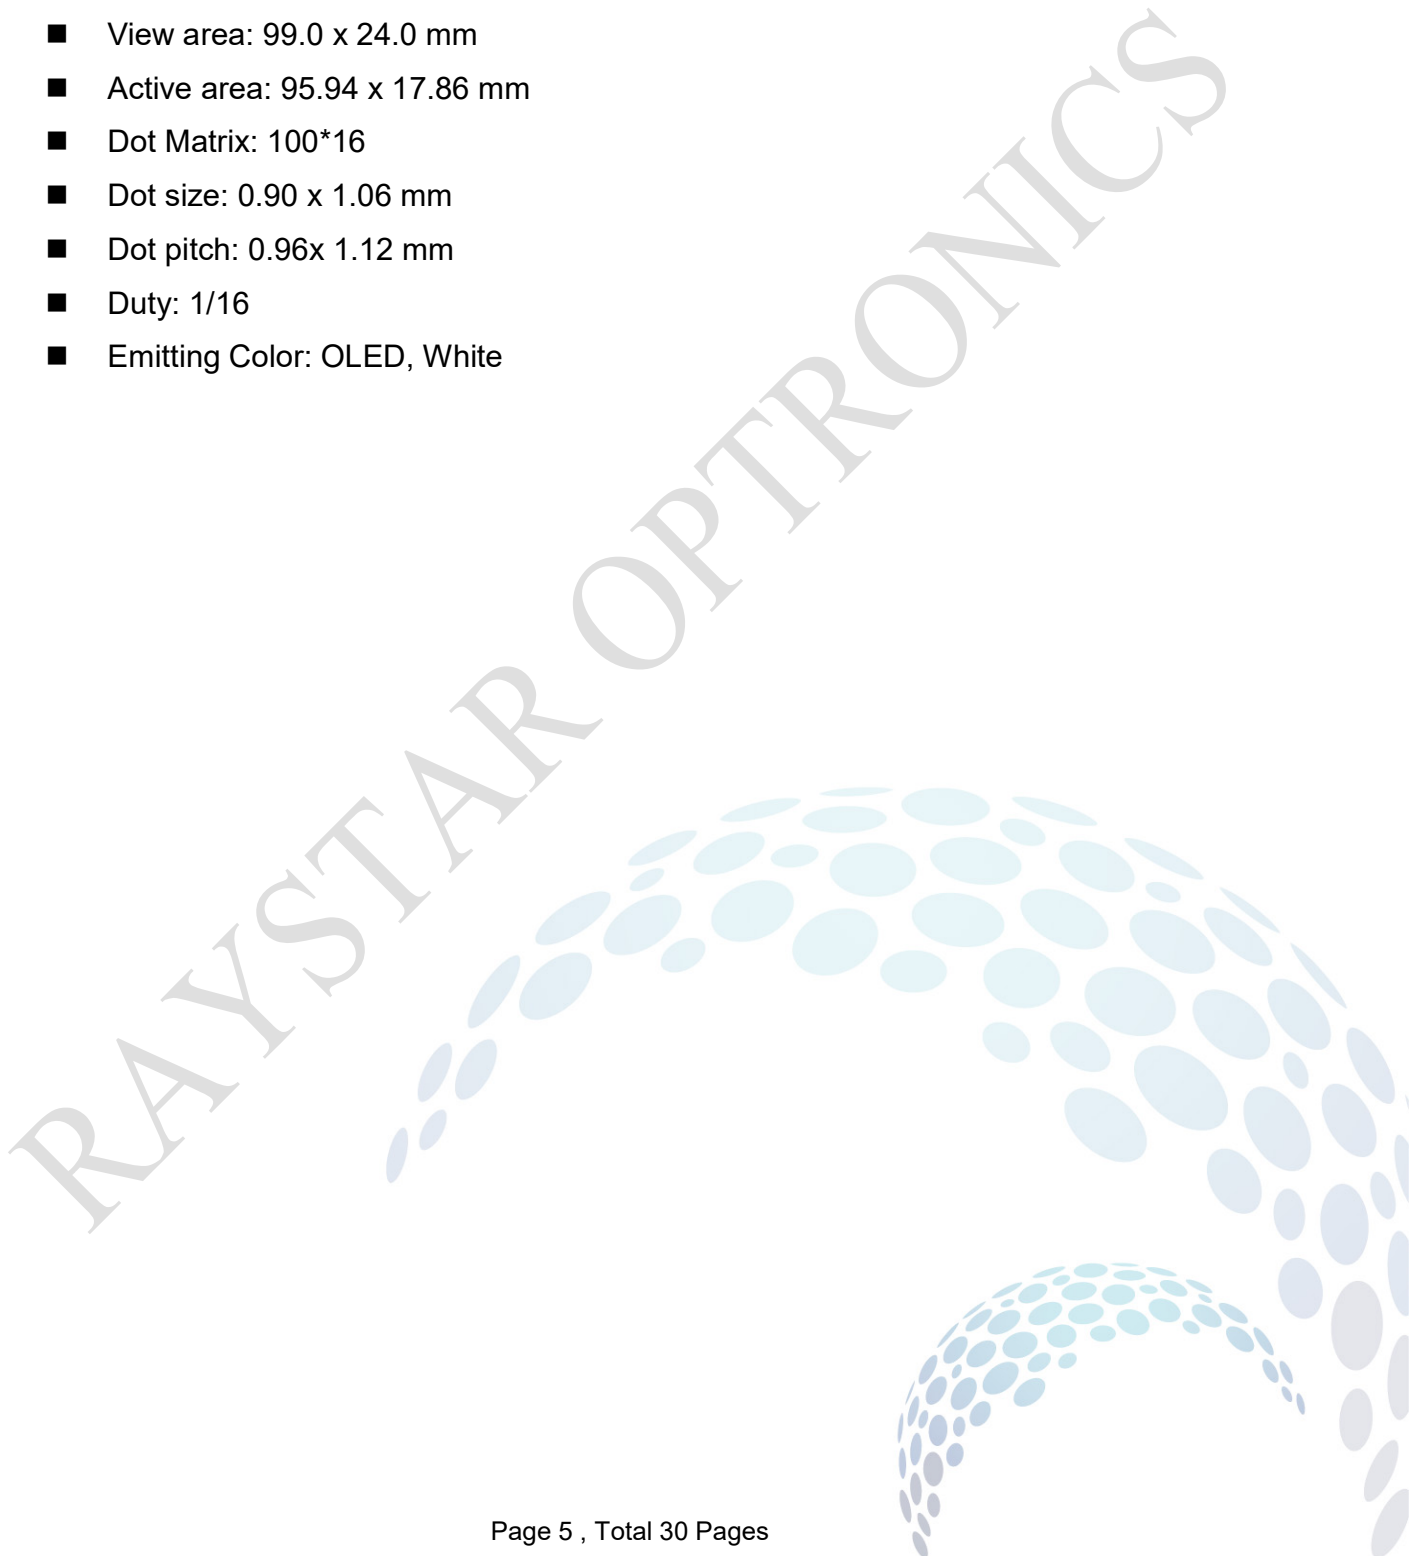 ■ View area: 99.0 x 24.0 mm
■ Active area: 95.94 x 17.86 mm
■ Dot Matrix: 100*16
■ Dot size: 0.90 x 1.06 mm
■ Dot pitch: 0.96x 1.12 mm
■ Duty: 1/16
■ Emitting Color: OLED, White
RAYSTAR OPTRONICS
Page 5 , Total 30 Pages